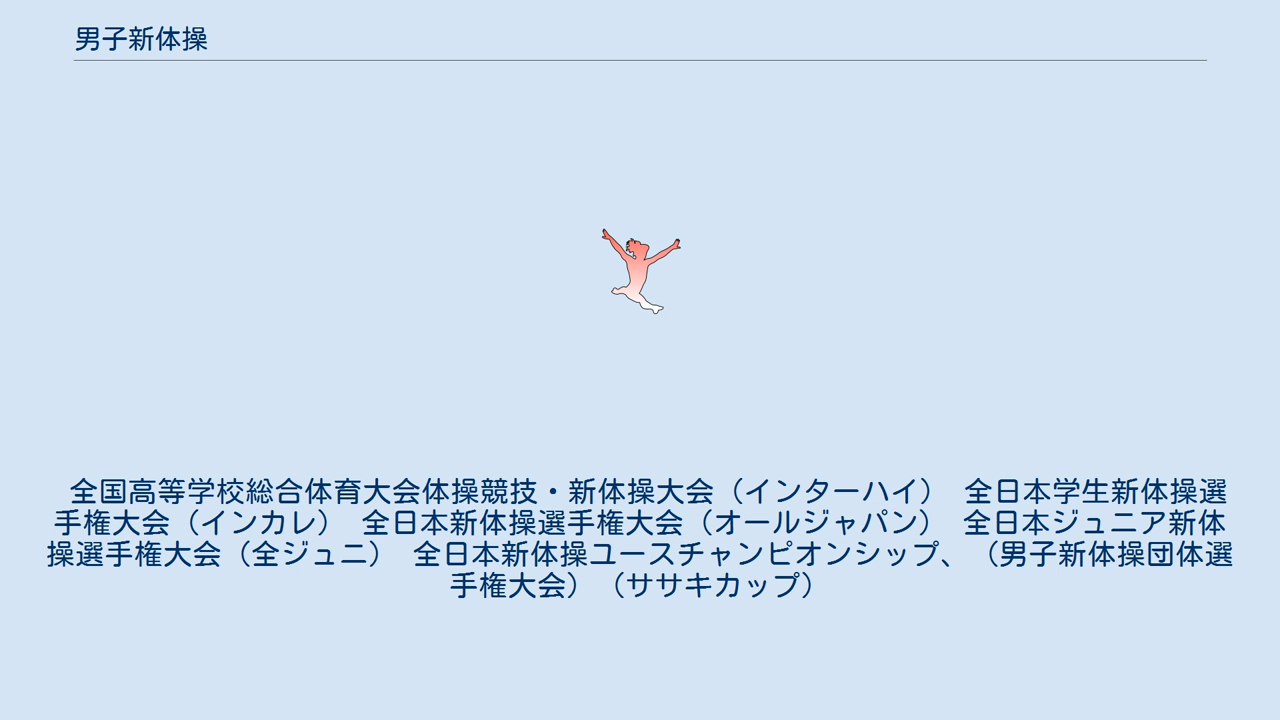 男子新体操
全国高等学校総合体育大会体操競技・新体操大会（インターハイ）　全日本学生新体操選
手権大会（インカレ）　全日本新体操選手権大会（オールジャパン）　全日本ジュニア新体
操選手権大会（全ジュニ）　全日本新体操ユースチャンピオンシップ、（男子新体操団体選
手権大会）（ササキカップ）